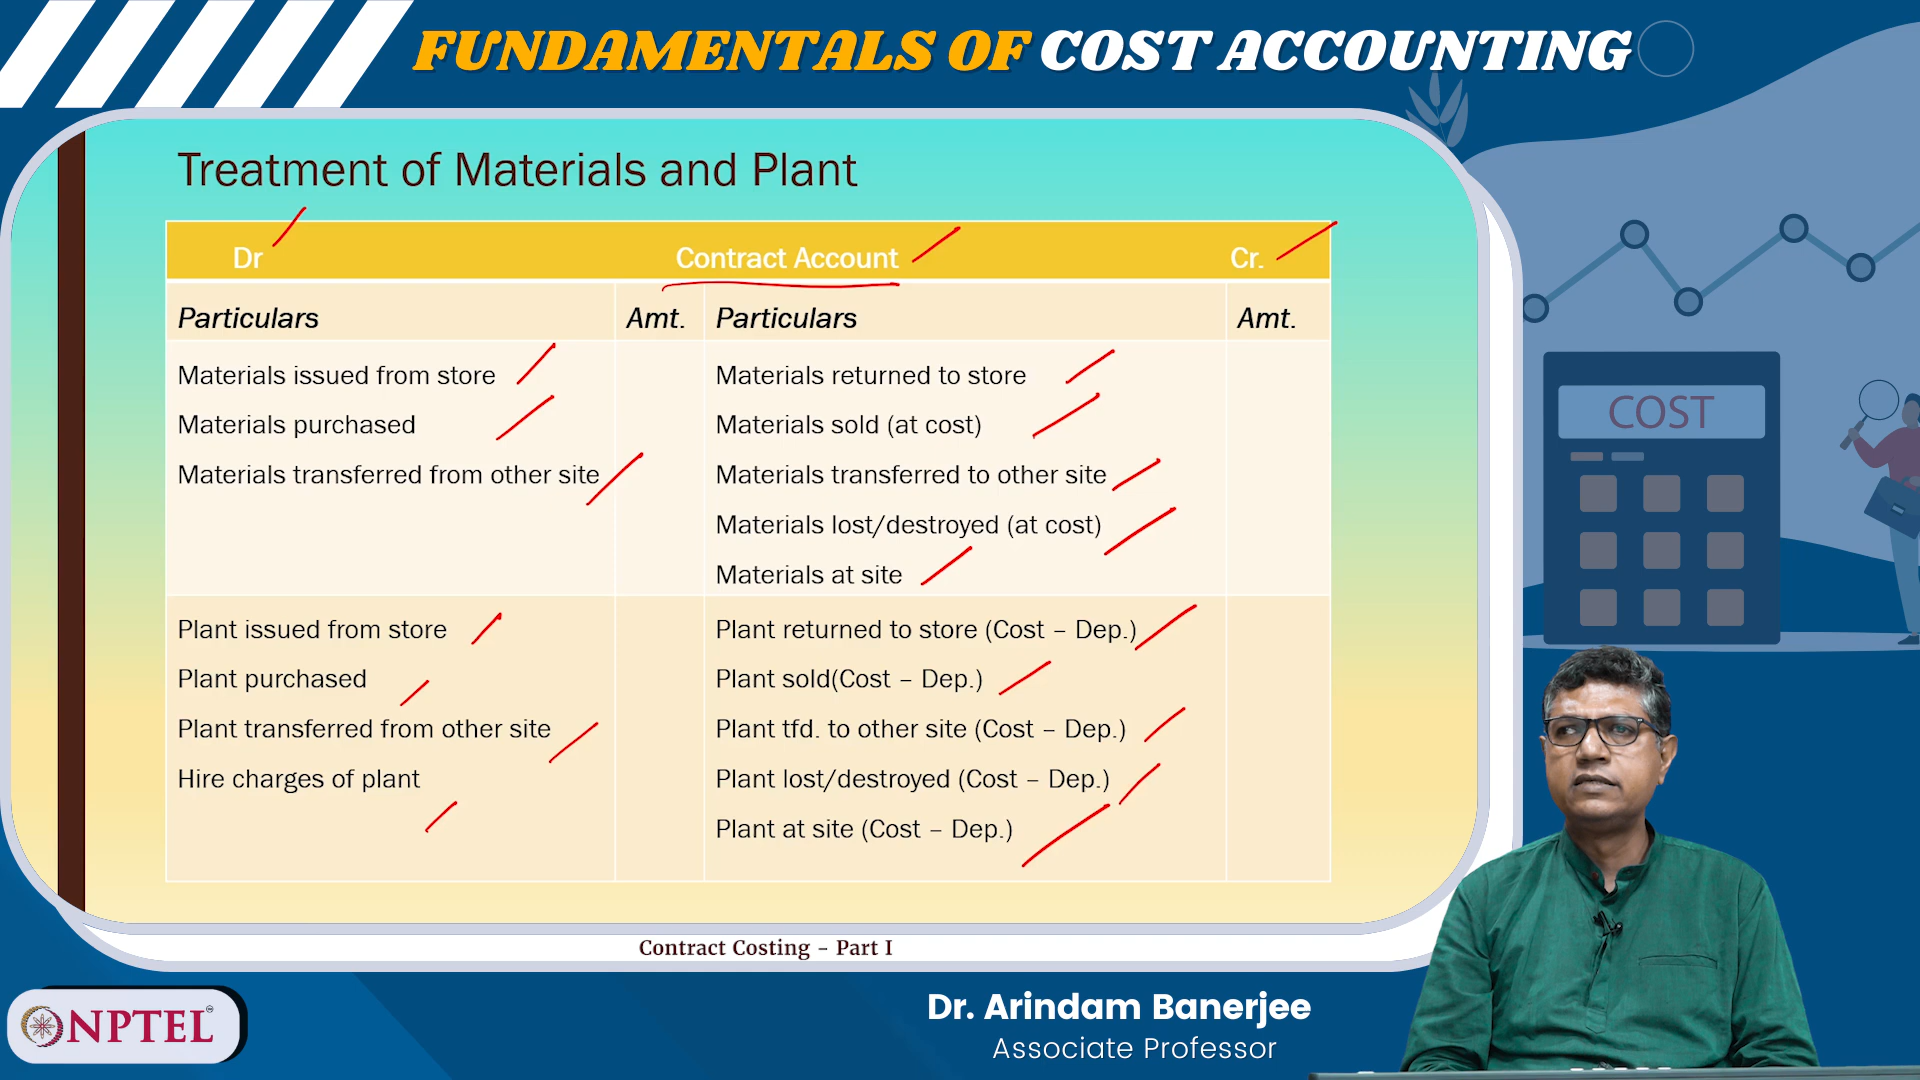 FUNDAMENTALS OF COST ACCOUNTING
Treatment of Materials and Plant
Dr Contract Account Cr.
Particulars Amt. Particulars Amt.
Materials issued from store Materials returned to store
Materials purchased Materials sold (at cost)
Materials transferred from other site Materials transferred to other site
Materials lost/destroyed (at cost)
Materials at site
Plant issued from store Plant returned to store (Cost – Dep.)
Plant purchased Plant sold(Cost – Dep.)
Plant transferred from other site Plant tfd. to other site (Cost – Dep.)
Hire charges of plant Plant lost/destroyed (Cost – Dep.)
Plant at site (Cost – Dep.)
COST
Contract Costing - Part I
NPTEL
Dr. Arindam Banerjee
Associate Professor